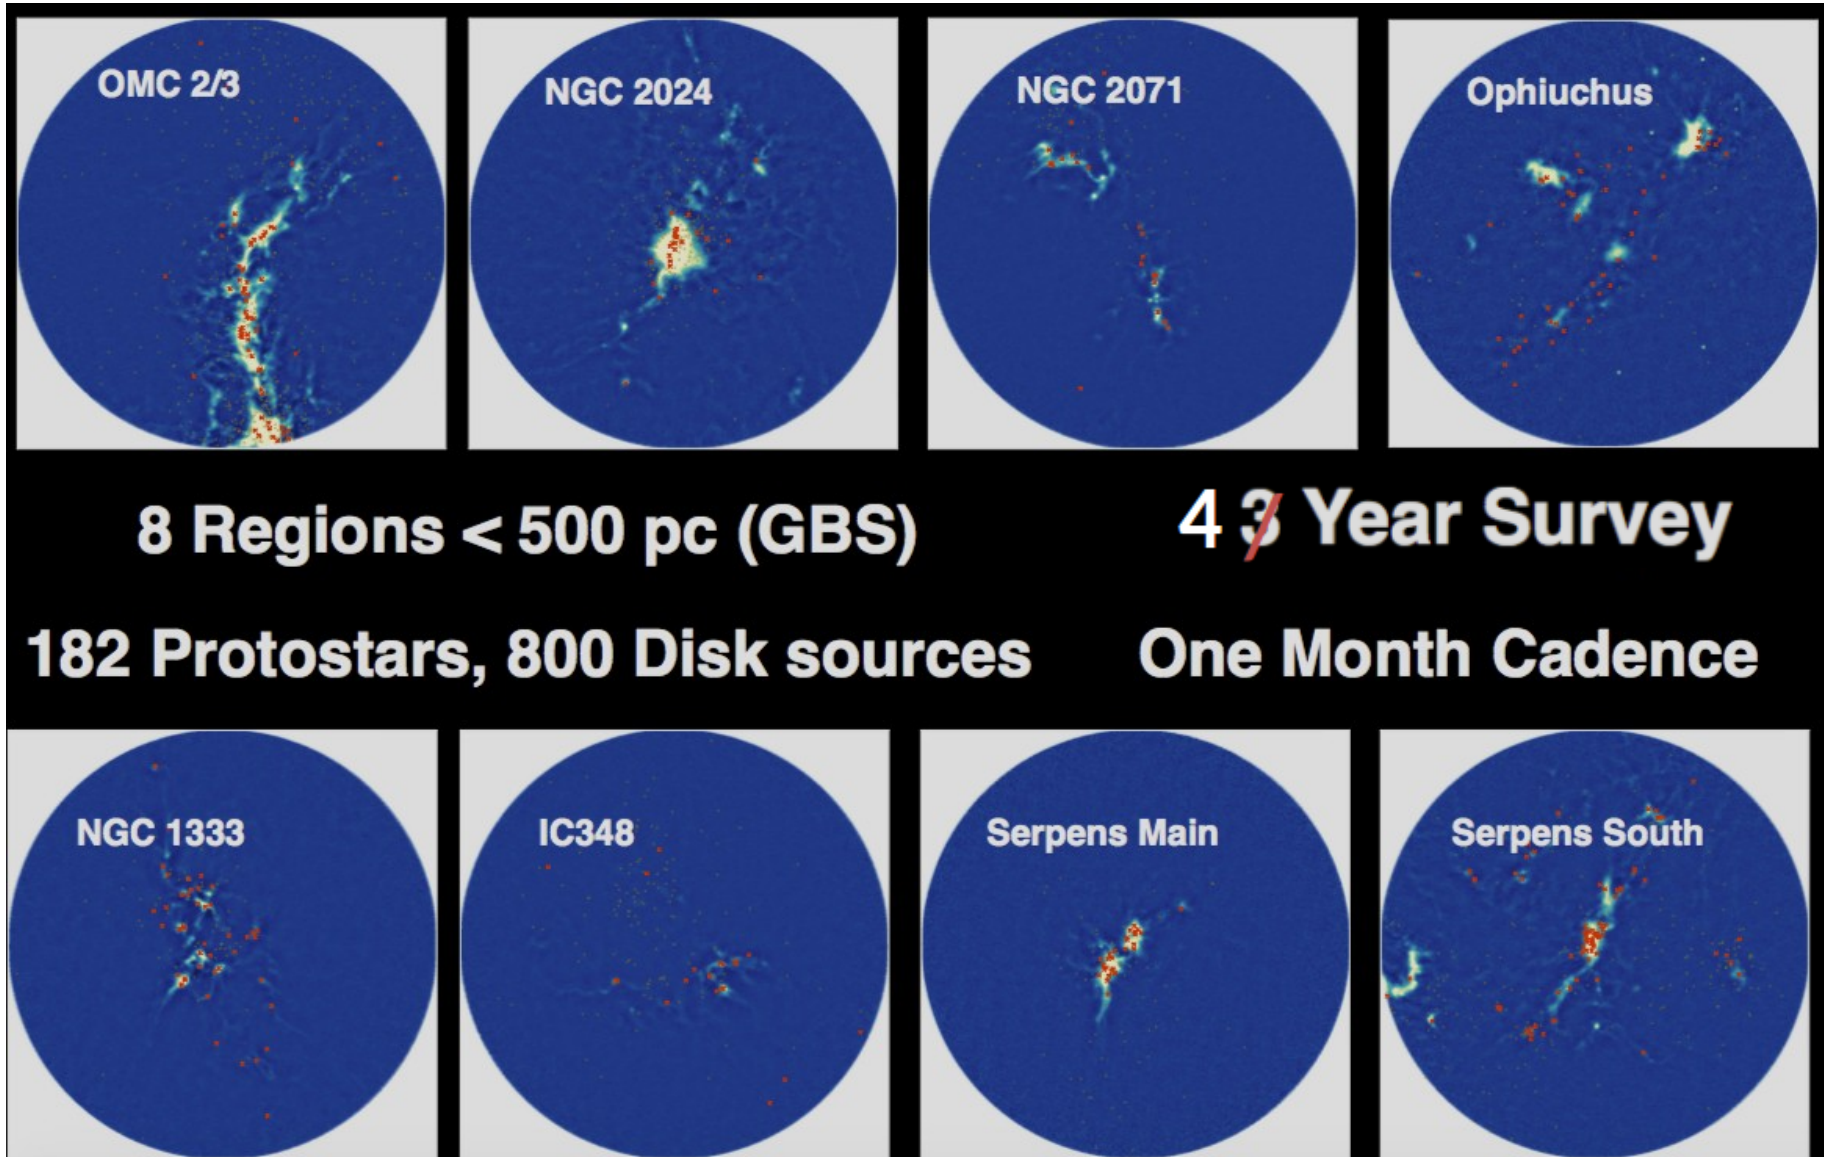 OMC 2/3
NGC 2024
NGC 2071
Ophiuchus
8 Regions < 500 pc (GBS)
4 3 Year Survey
182 Protostars, 800 Disk sources
One Month Cadence
NGC 1333
IC348
Serpens Main
Serpens South